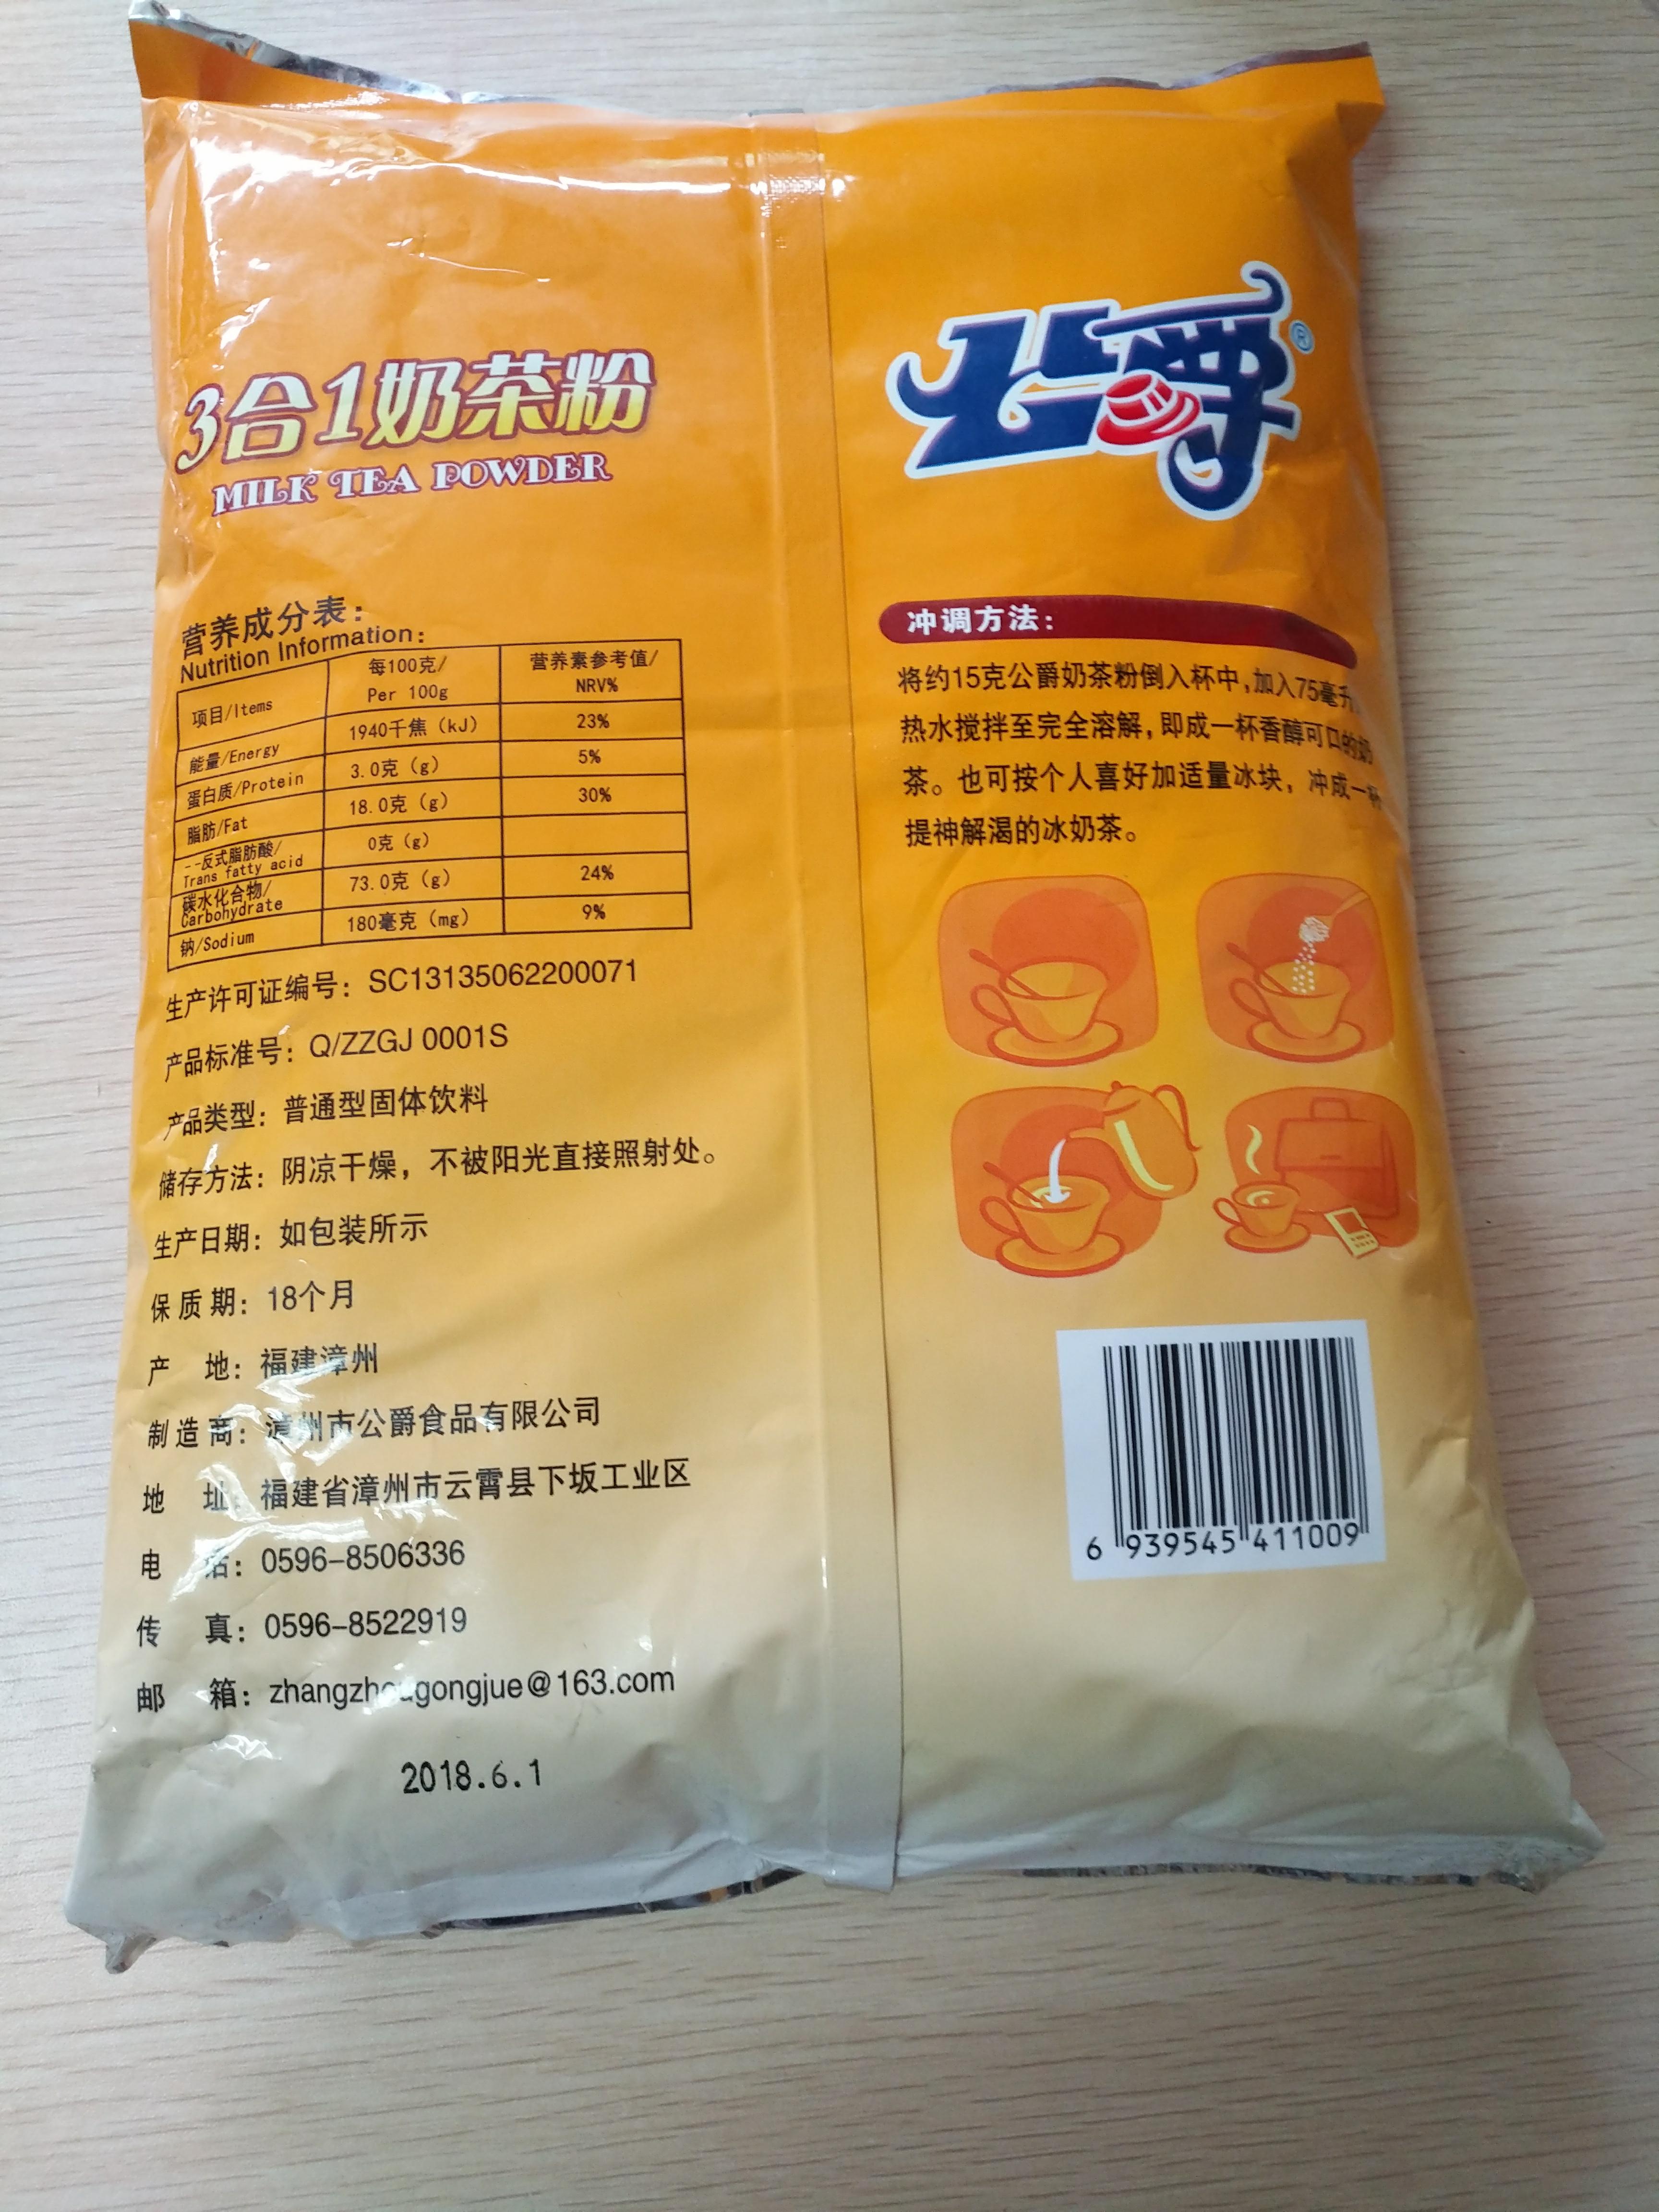 3合1奶茶粉
MILK TEA POWDER
营养成分表:
Nutrition Information:
项目/Items 每100克/Per 100g 营养素参考值/NRV%
能量/Energy 1940千焦（kJ） 23%
蛋白质/Protein 3.0克（g） 5%
脂肪/Fat 18.0克（g） 30%
--反式脂肪酸/Trans fatty acid 0克（g）
碳水化合物/Carbohydrate 73.0克（g） 24%
钠/Sodium 180毫克（mg） 9%
生产许可证编号：SC13135062200071
产品标准号：Q/ZZGJ 0001S
产品类型：普通型固体饮料
储存方法：阴凉干燥，不被阳光直接照射处。
生产日期：如包装所示
保质期：18个月
产 地：福建漳州
制造商：漳州市公爵食品有限公司
地 址：福建省漳州市云霄县下坂工业区
电 话：0596-8506336
传 真：0596-8522919
邮 箱：zhangzhougongjue@163.com
2018.6.1
公爵®
冲调方法：
将约15克公爵奶茶粉倒入杯中,加入75毫升
热水搅拌至完全溶解，即成一杯香醇可口的奶
茶。也可按个人喜好加适量冰块，冲成一杯
提神解渴的冰奶茶。
6 939545 411009